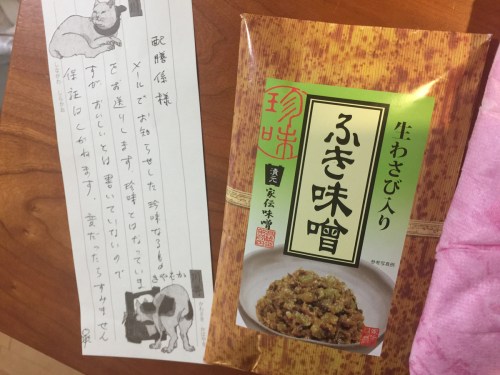 配膳係様
メールでお知らせした珍味なるもの
をお送りします。珍味とはなっていま
すが、おいしいとは書いていないので
保証はしかねます。変だったらすみません
珍味
生わさび入り
ふき味噌
家伝味噌